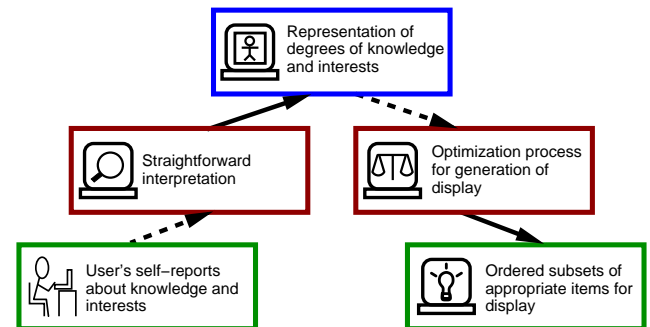 Representation of
degrees of knowledge
and interests
Straightforward
interpretation
Optimization process
for generation of
display
User's self−reports
about knowledge and
interests
Ordered subsets of
appropriate items for
display